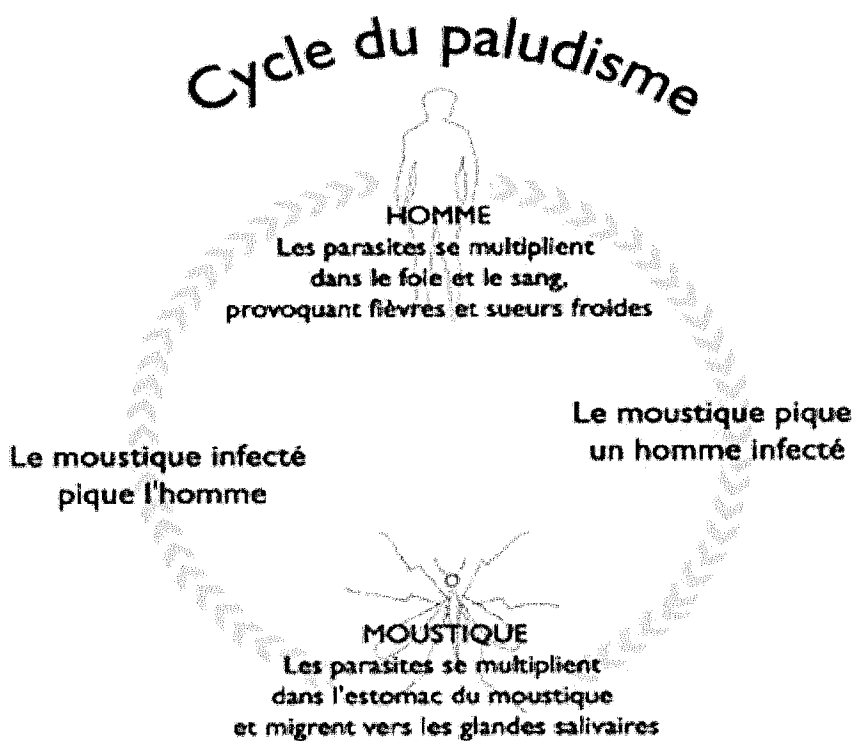 Cycle du paludisme
HOMME
Les parasites se multiplient
dans le foie et le sang,
provoquant fièvres et sueurs froides
Le moustique pique
un homme infecté
Le moustique infecté
pique l'homme
MOUSTIQUE
Les parasites se multiplient
dans l'estomac du moustique
et migrent vers les glandes salivaires